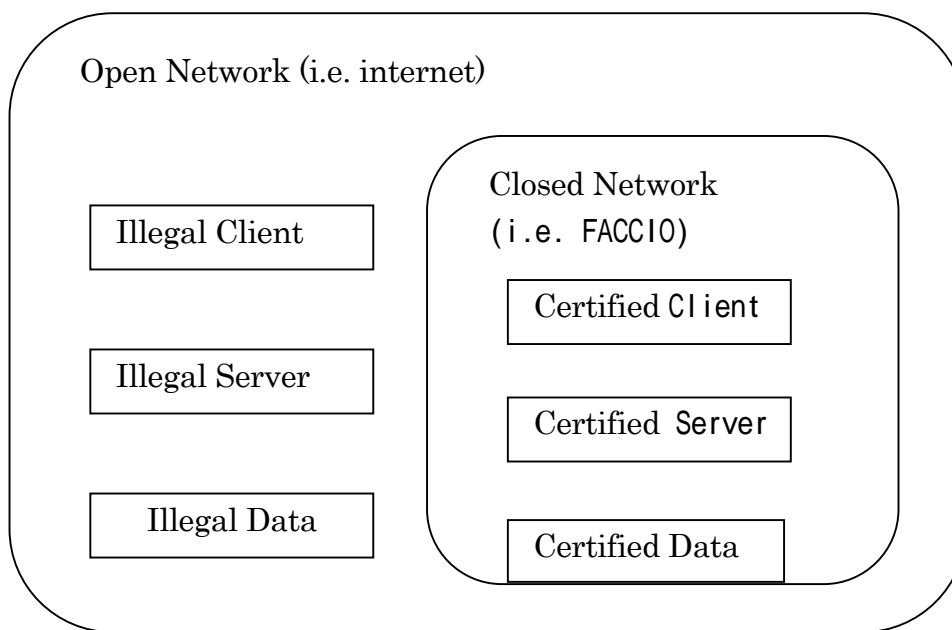 Open Network (i.e. internet)
Closed Network
(i.e. FACCIO)
Illegal Client
Certified Client
Illegal Server
Certified Server
Illegal Data
Certified Data